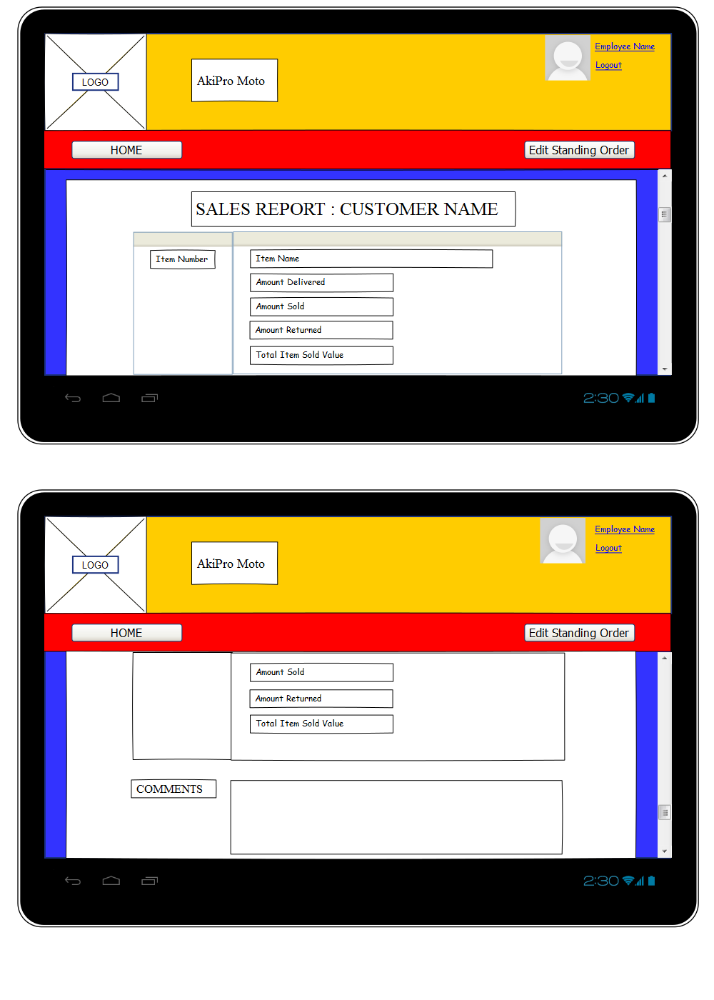 LOGO
AkiPro Moto
Employee Name
Logout
HOME
Edit Standing Order
SALES REPORT : CUSTOMER NAME
Item Number
Item Name
Amount Delivered
Amount Sold
Amount Returned
Total Item Sold Value
2:30
LOGO
AkiPro Moto
Employee Name
Logout
HOME
Edit Standing Order
Amount Sold
Amount Returned
Total Item Sold Value
COMMENTS
2:30